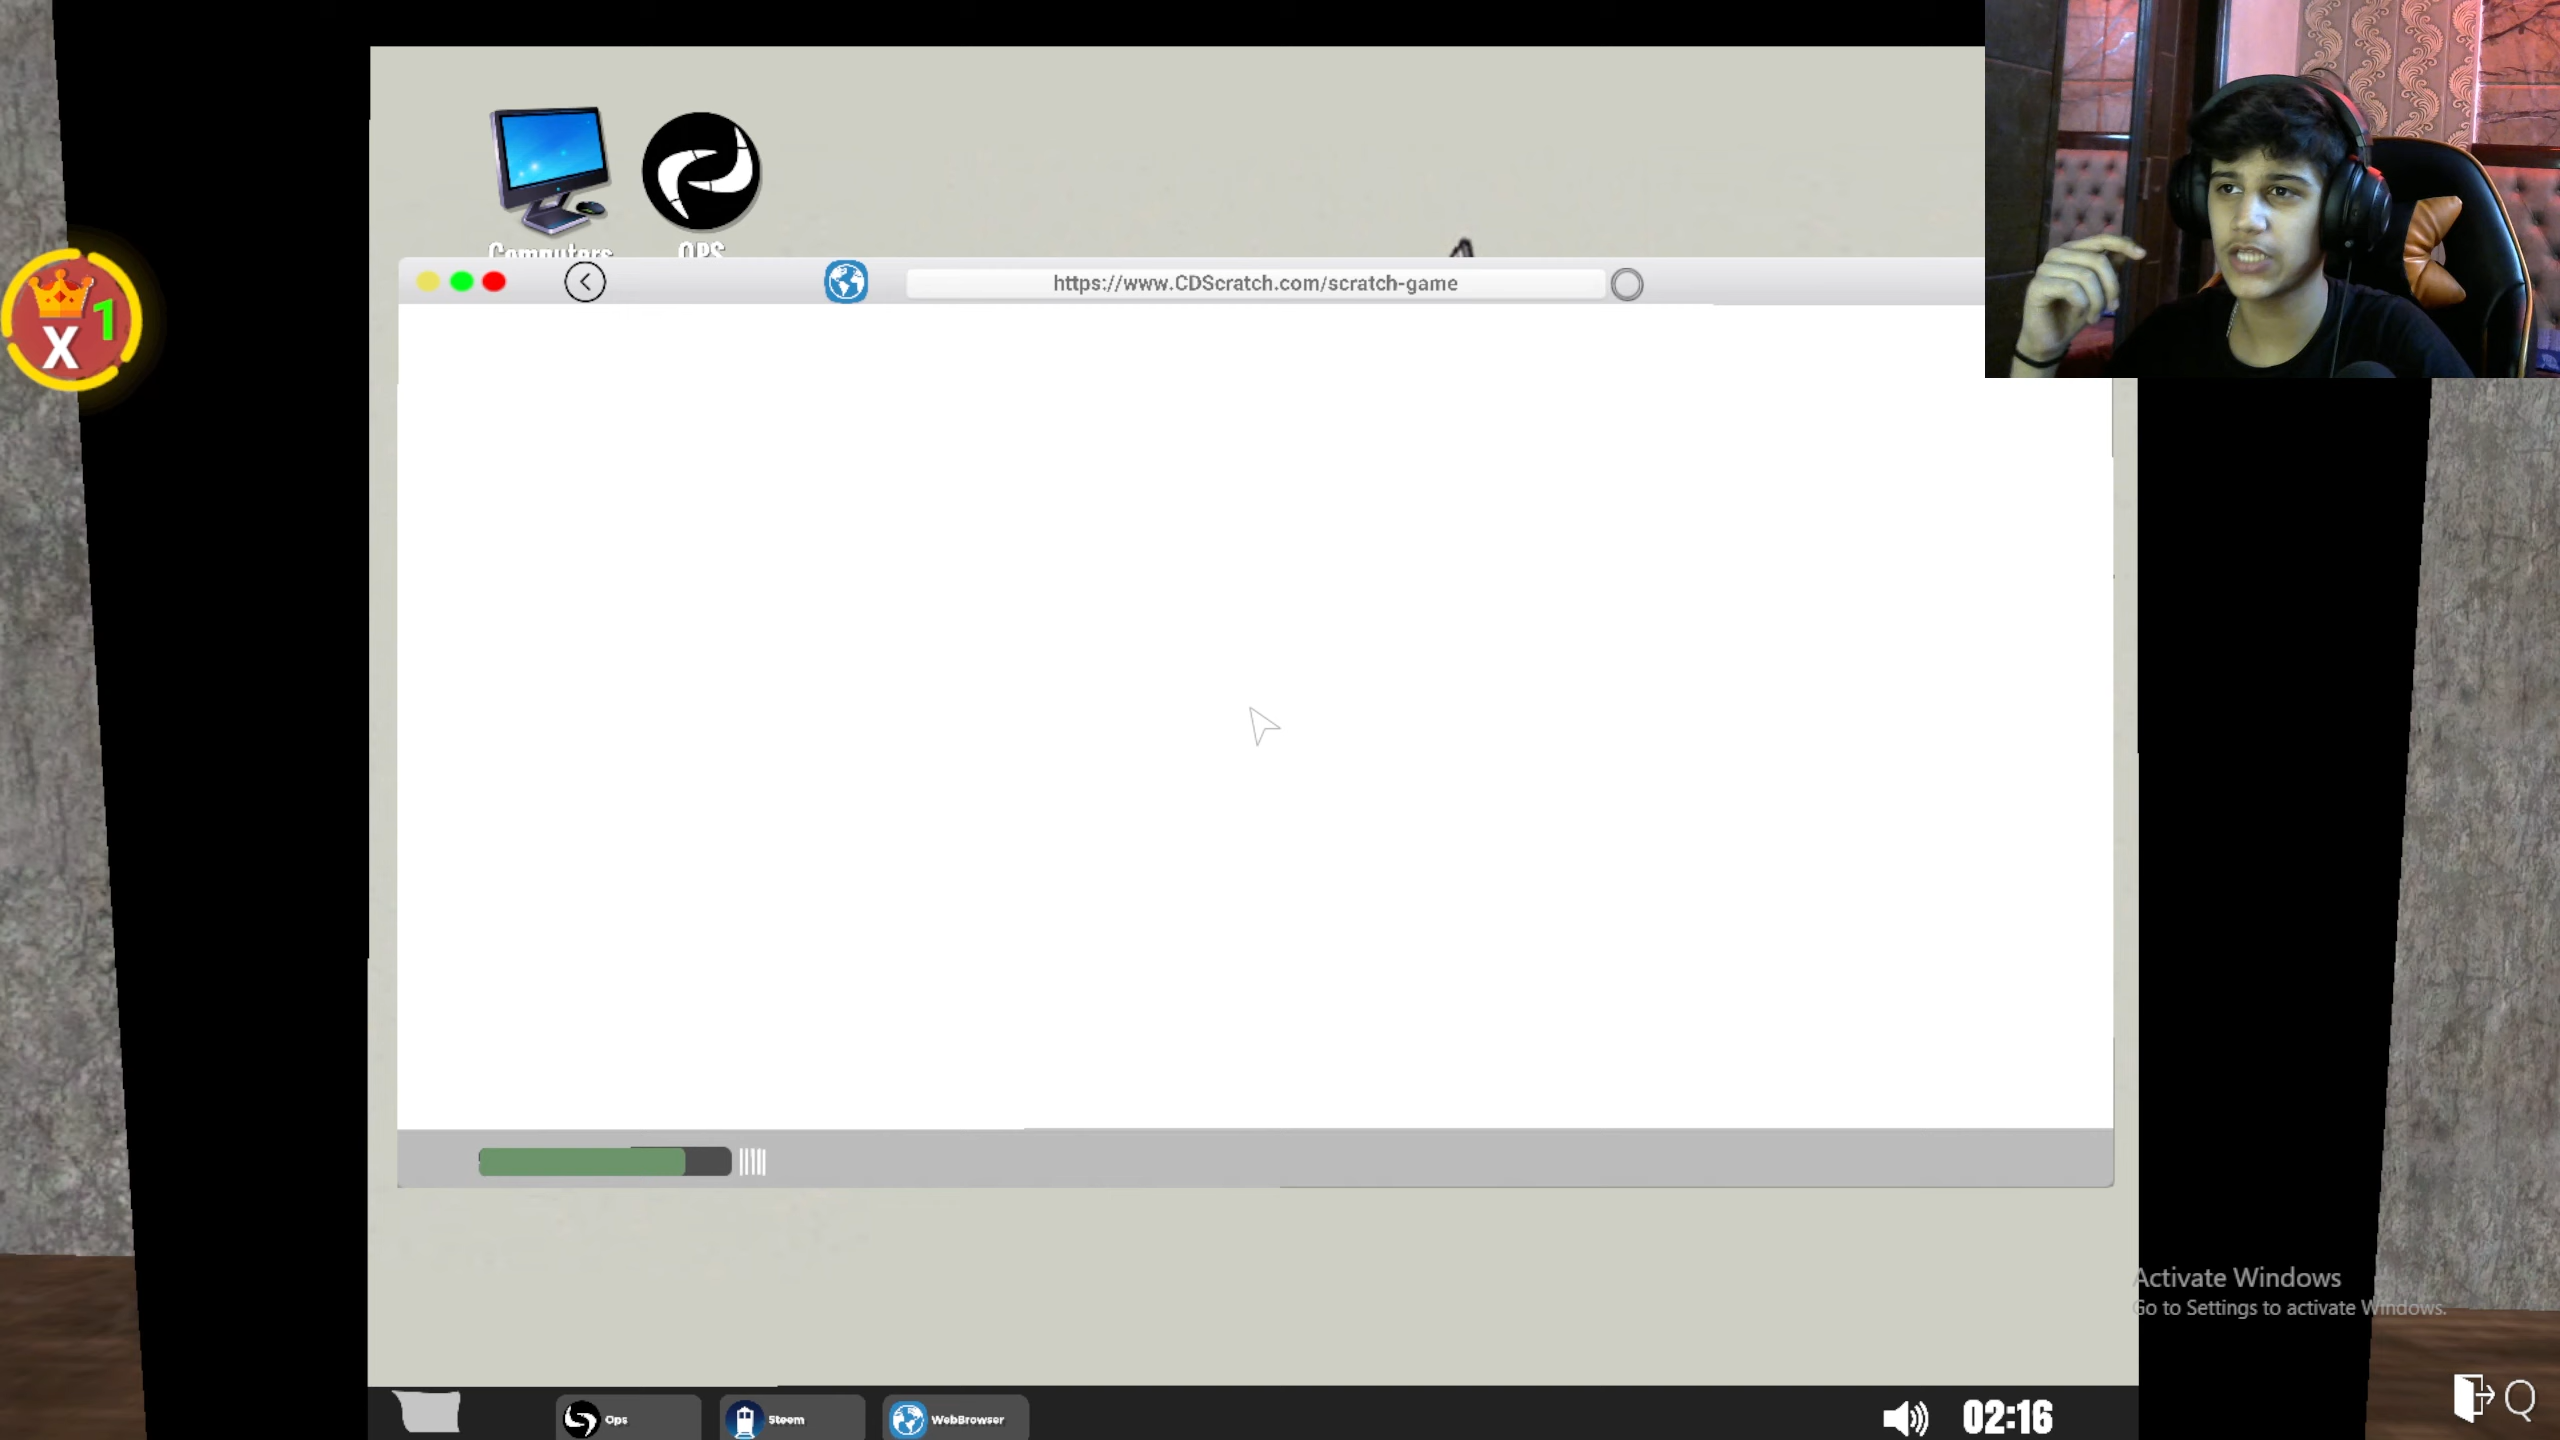 Computers
OPS
https://www.CDScratch.com/scratch-game
1
X
Activate Windows
Go to Settings to activate Windows.
Ops
Steem
WebBrowser
02:16
Q